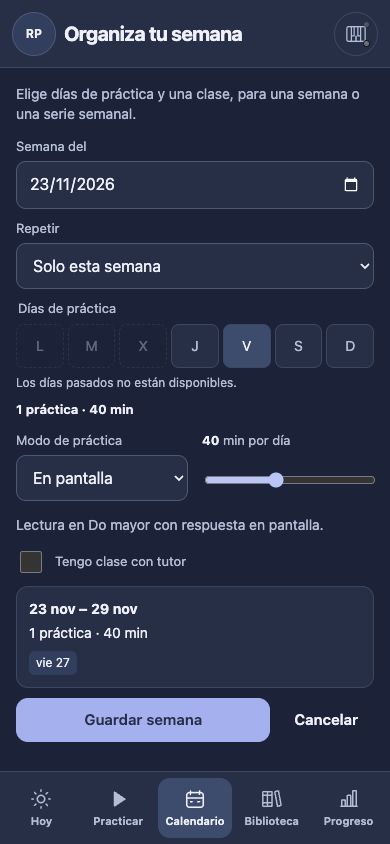 RP Organiza tu semana
Elige días de práctica y una clase, para una semana o
una serie semanal.
Semana del
23/11/2026
Repetir
Solo esta semana
Días de práctica
L M X J V S D
Los días pasados no están disponibles.
1 práctica · 40 min
Modo de práctica 40 min por día
En pantalla
Lectura en Do mayor con respuesta en pantalla.
Tengo clase con tutor
23 nov – 29 nov
1 práctica · 40 min
vie 27
Guardar semana Cancelar
Hoy Practicar Calendario Biblioteca Progreso